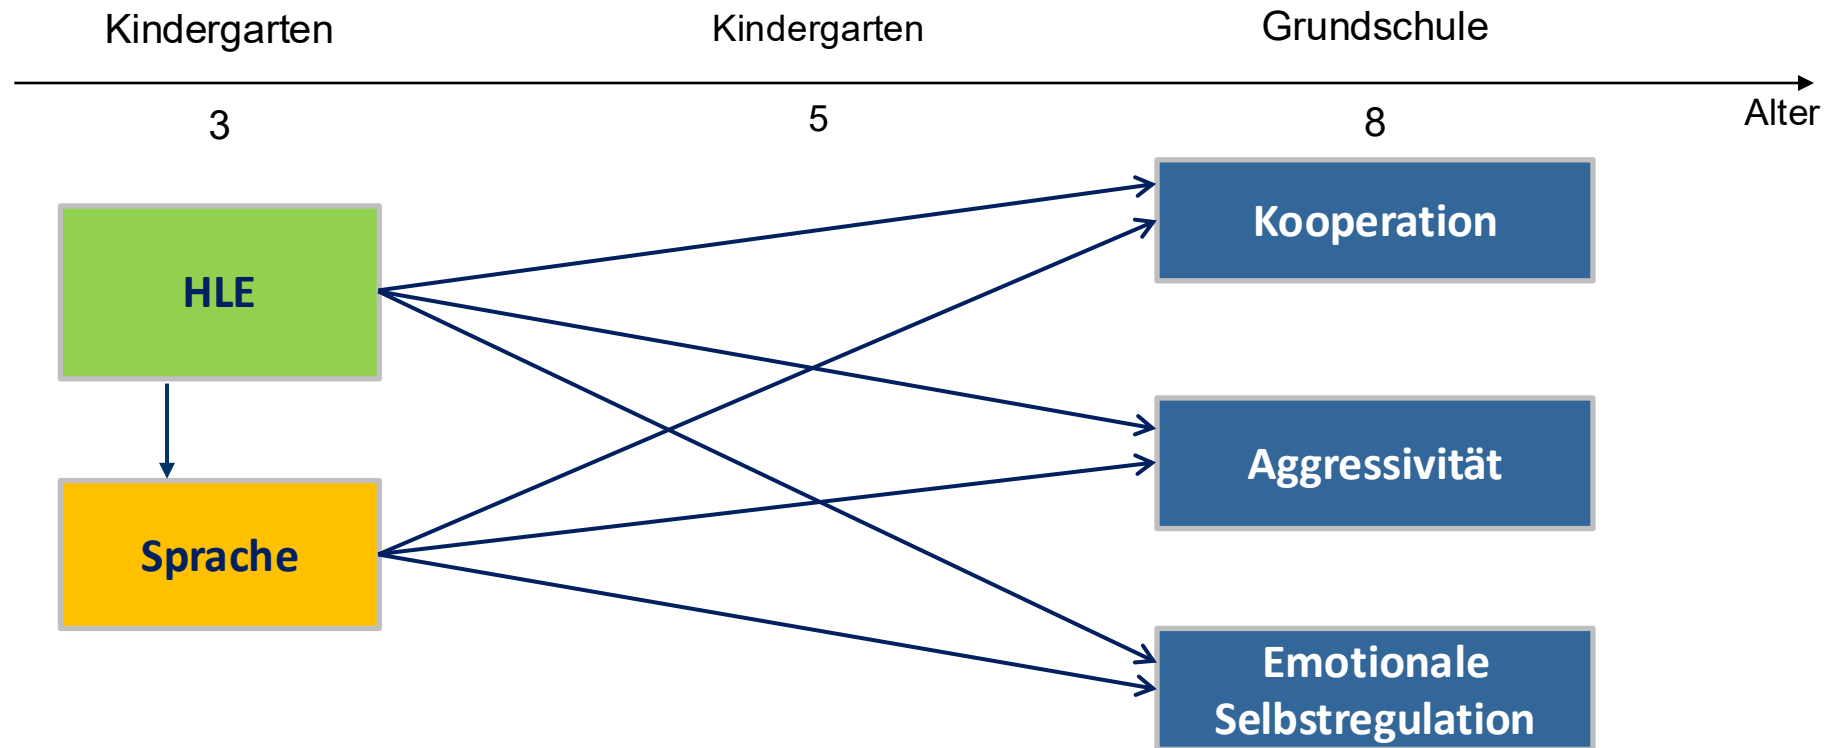 Kindergarten
Kindergarten
Grundschule
3
5
8
Alter
HLE
Kooperation
Aggressivität
Sprache
Emotionale
Selbstregulation